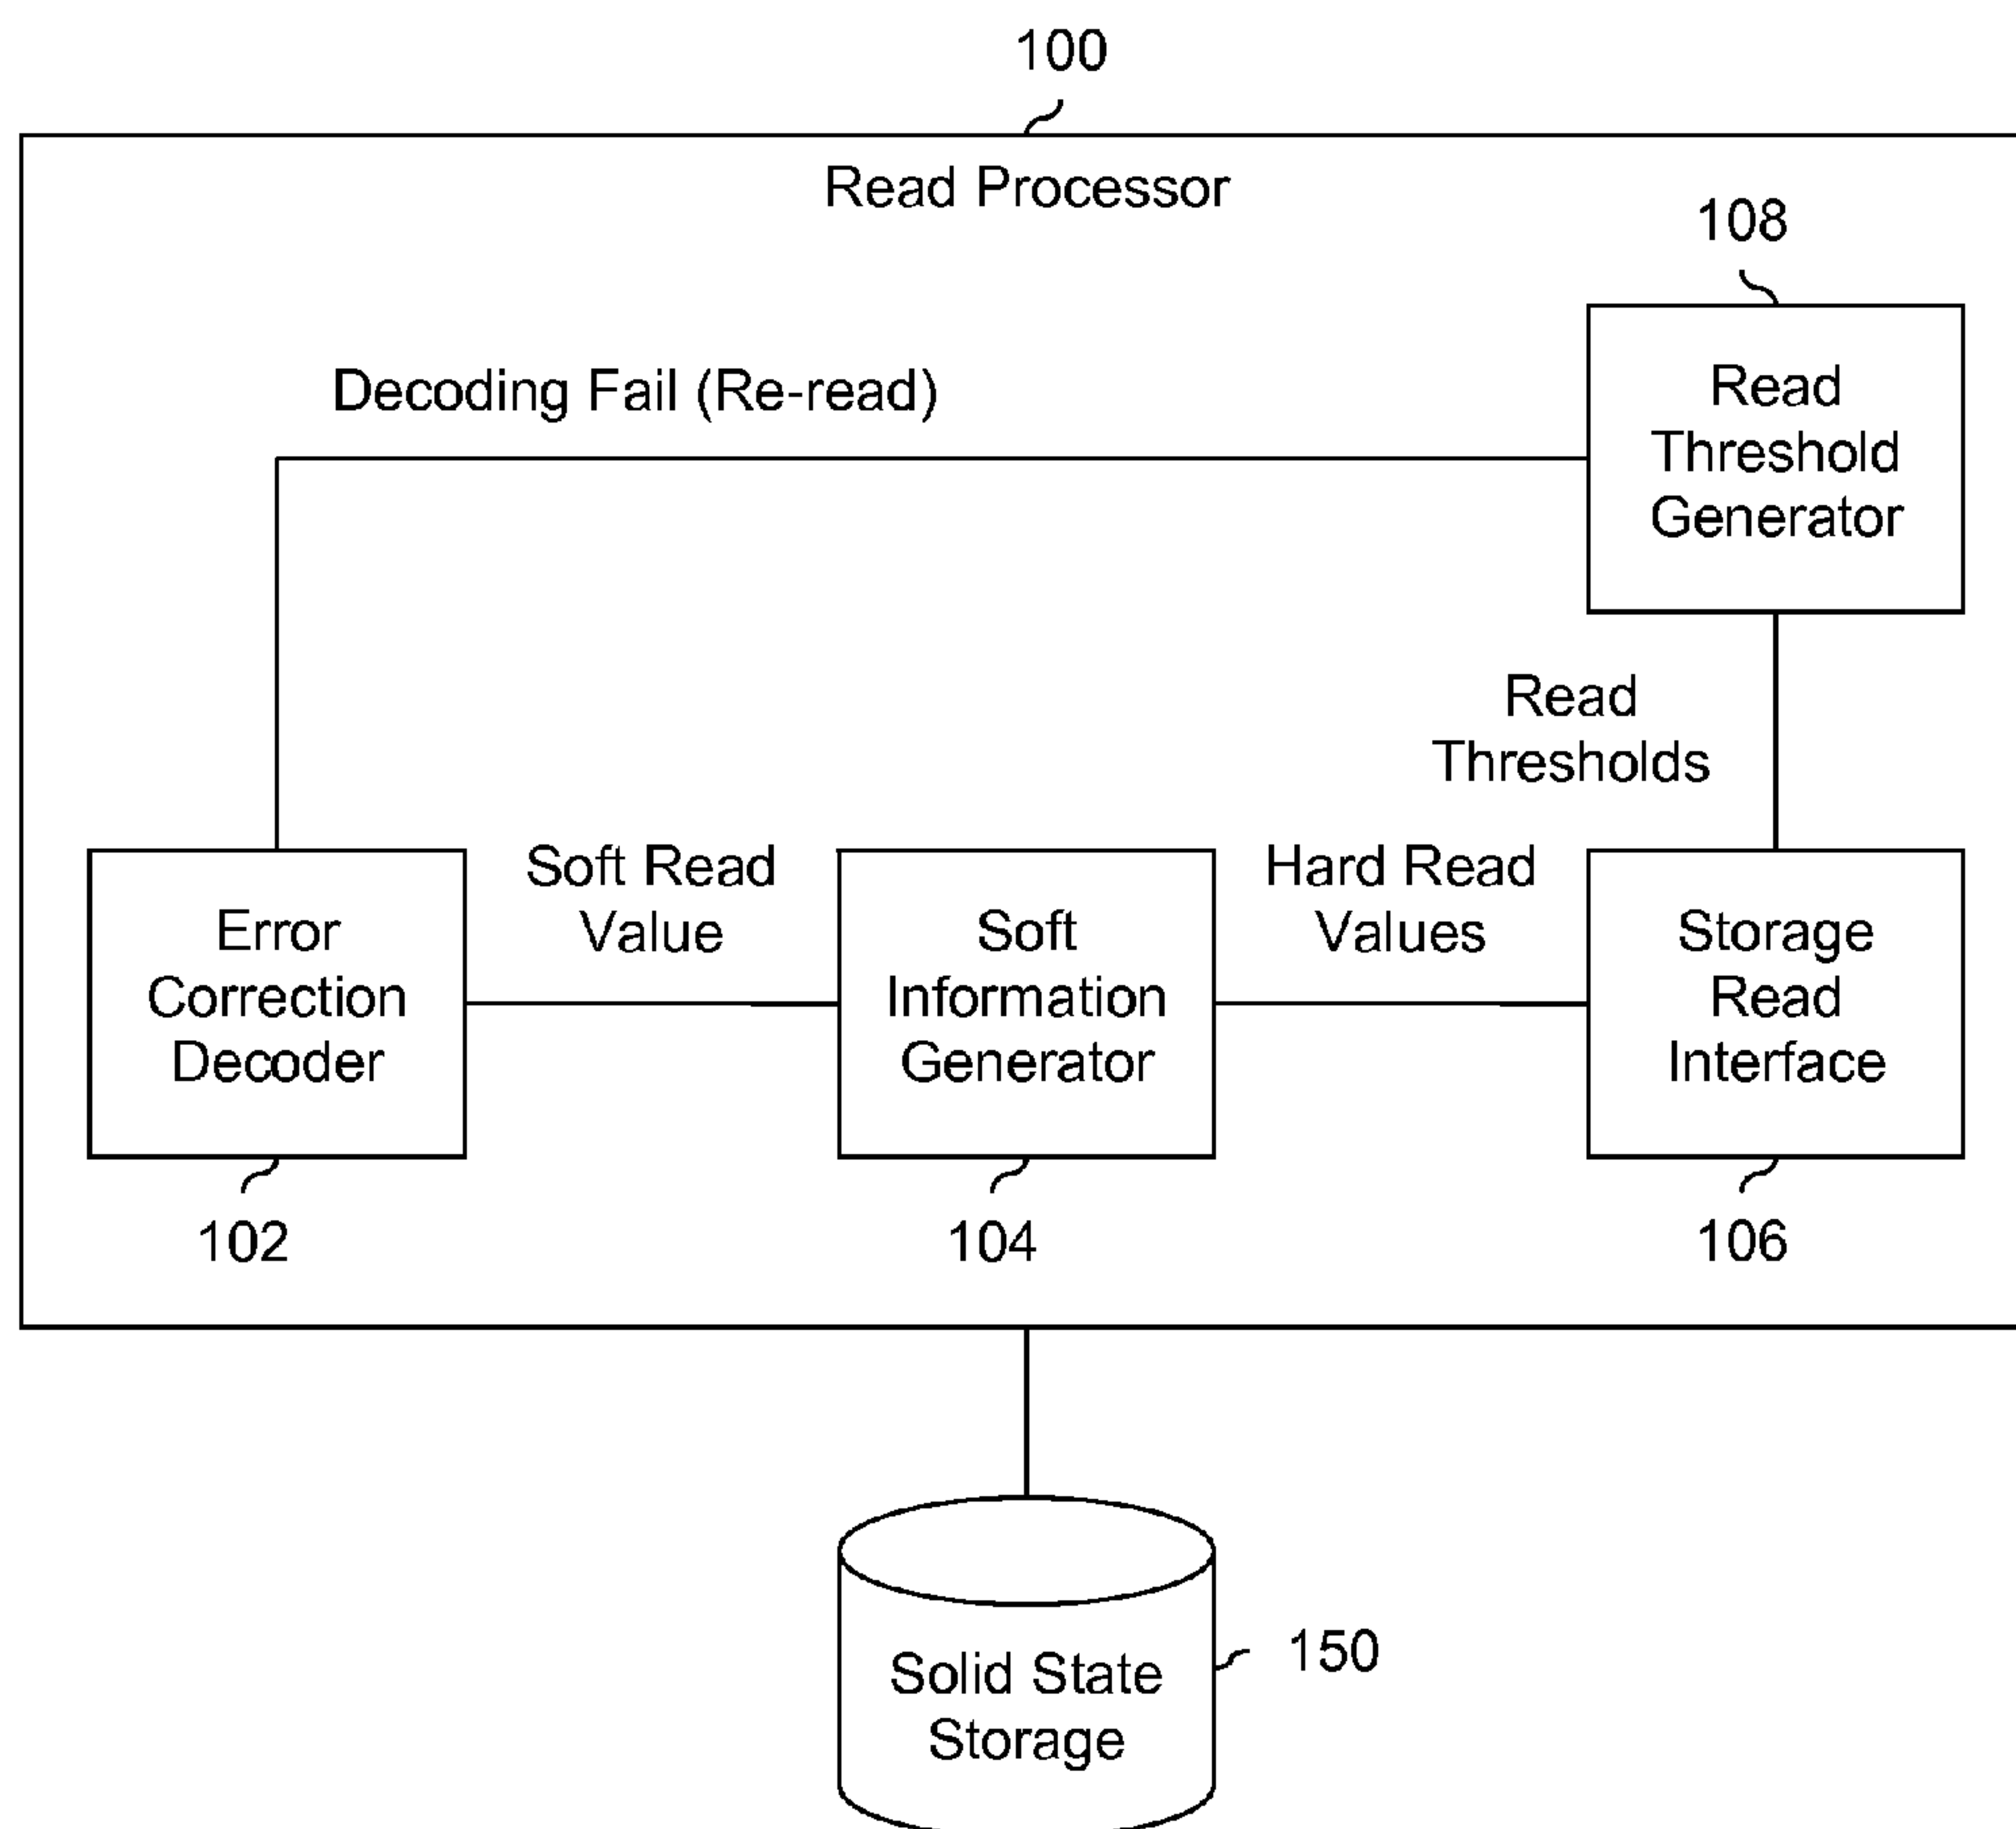 100
Read Processor
108
Read
Threshold
Generator
Decoding Fail (Re-read)
Read
Thresholds
Error
Correction
Decoder
Soft Read
Value
Soft
Information
Generator
Hard Read
Values
Storage
Read
Interface
102
104
106
Solid State
Storage
150